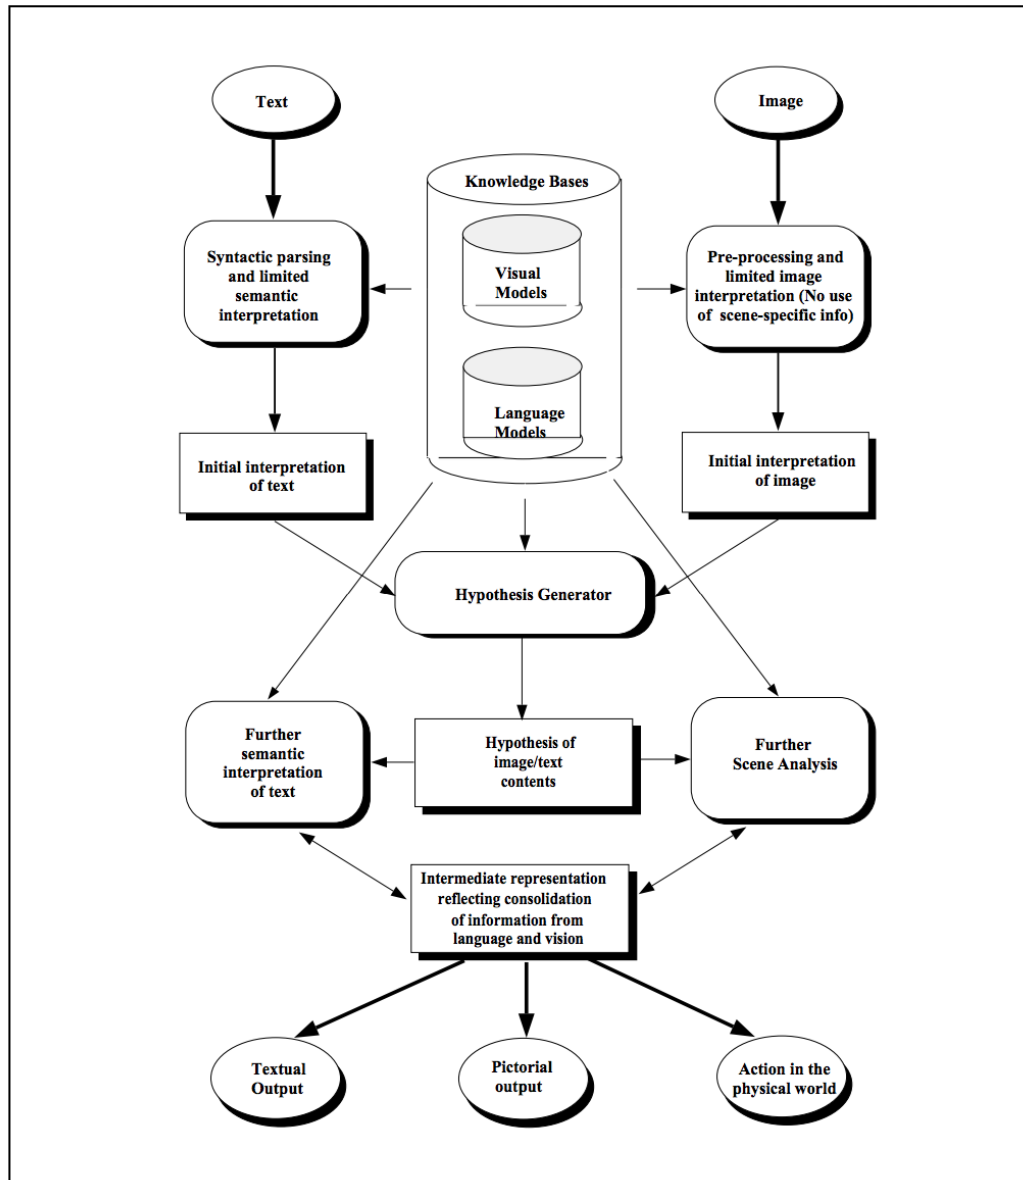 Text
Image
Knowledge Bases
Syntactic parsing
and limited
semantic
interpretation
Visual
Models
Pre-processing and
limited image
interpretation (No use
of scene-specific info)
Language
Models
Initial interpretation
of text
Initial interpretation
of image
Hypothesis Generator
Further
semantic
interpretation
of text
Hypothesis of
image/text
contents
Further
Scene Analysis
Intermediate representation
reflecting consolidation
of information from
language and vision
Textual
Output
Pictorial
output
Action in the
physical world